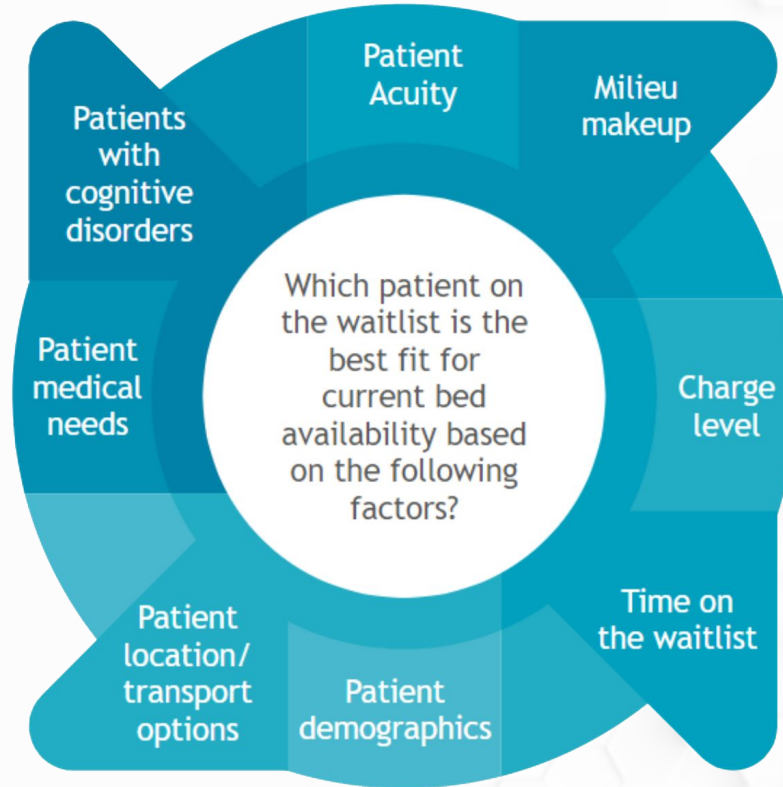 Patient
Acuity
Milieu
makeup
Charge
level
Time on
the waitlist
Patient
demographics
Patient
location/
transport
options
Patient
medical
needs
Patients
with
cognitive
disorders
Which patient on
the waitlist is the
best fit for
current bed
availability based
on the following
factors?